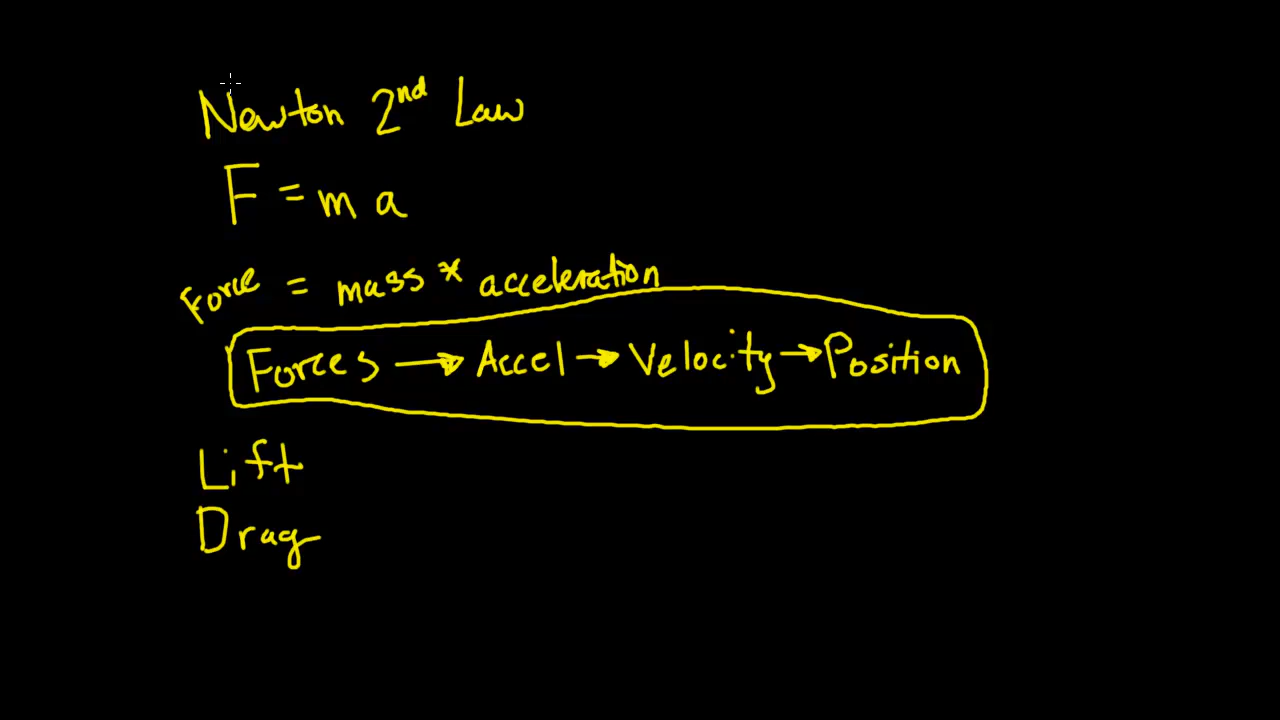 Newton 2nd Law
F = m a
Force = mass * acceleration
Forces → Accel → Velocity → Position
Lift
Drag